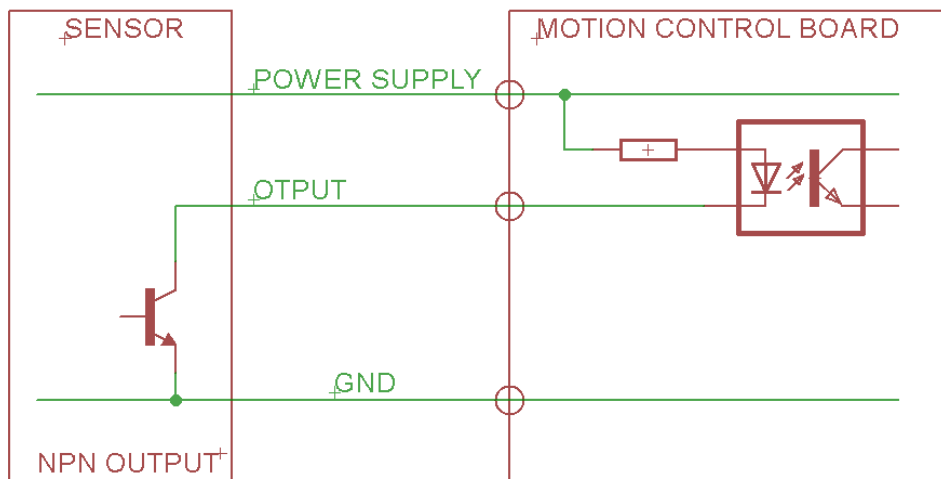 SENSOR
MOTION CONTROL BOARD
POWER SUPPLY
OTPUT
GND
NPN OUTPUT